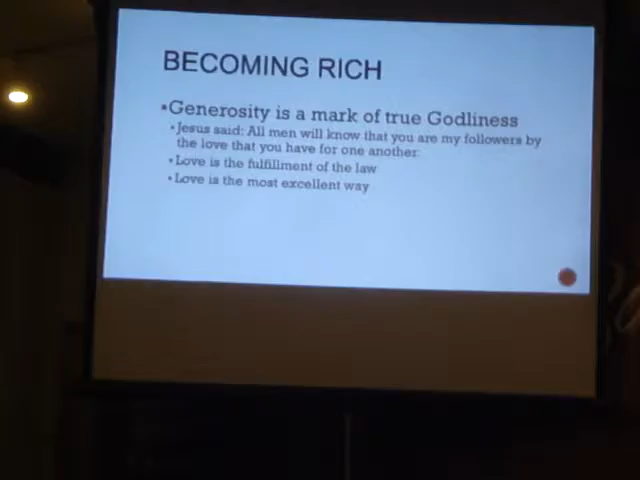 BECOMING RICH
▪Generosity is a mark of true Godliness
▪Jesus said: All men will know that you are my followers by
the love that you have for one another.
▪Love is the fulfillment of the law
▪Love is the most excellent way